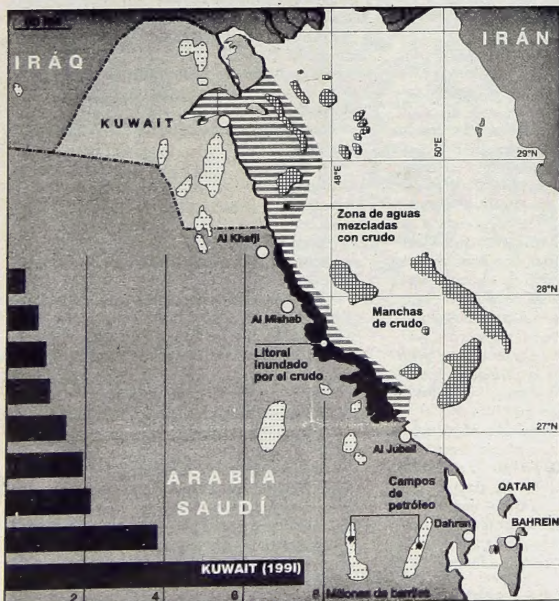 IRÁQ
IRÁN
KUWAIT
50°E
29°N
48°E
Zona de aguas
mezcladas
con crudo
Al Khafji
28°N
Al Mishab
Manchas
de crudo
Litoral
inundado
por el crudo
27°N
Al Jubail
ARABIA
SAUDÍ
Campos
de
petróleo
QATAR
Dahran
BAHREIN
KUWAIT (1991)
2
4
6
8 Millones de barriles